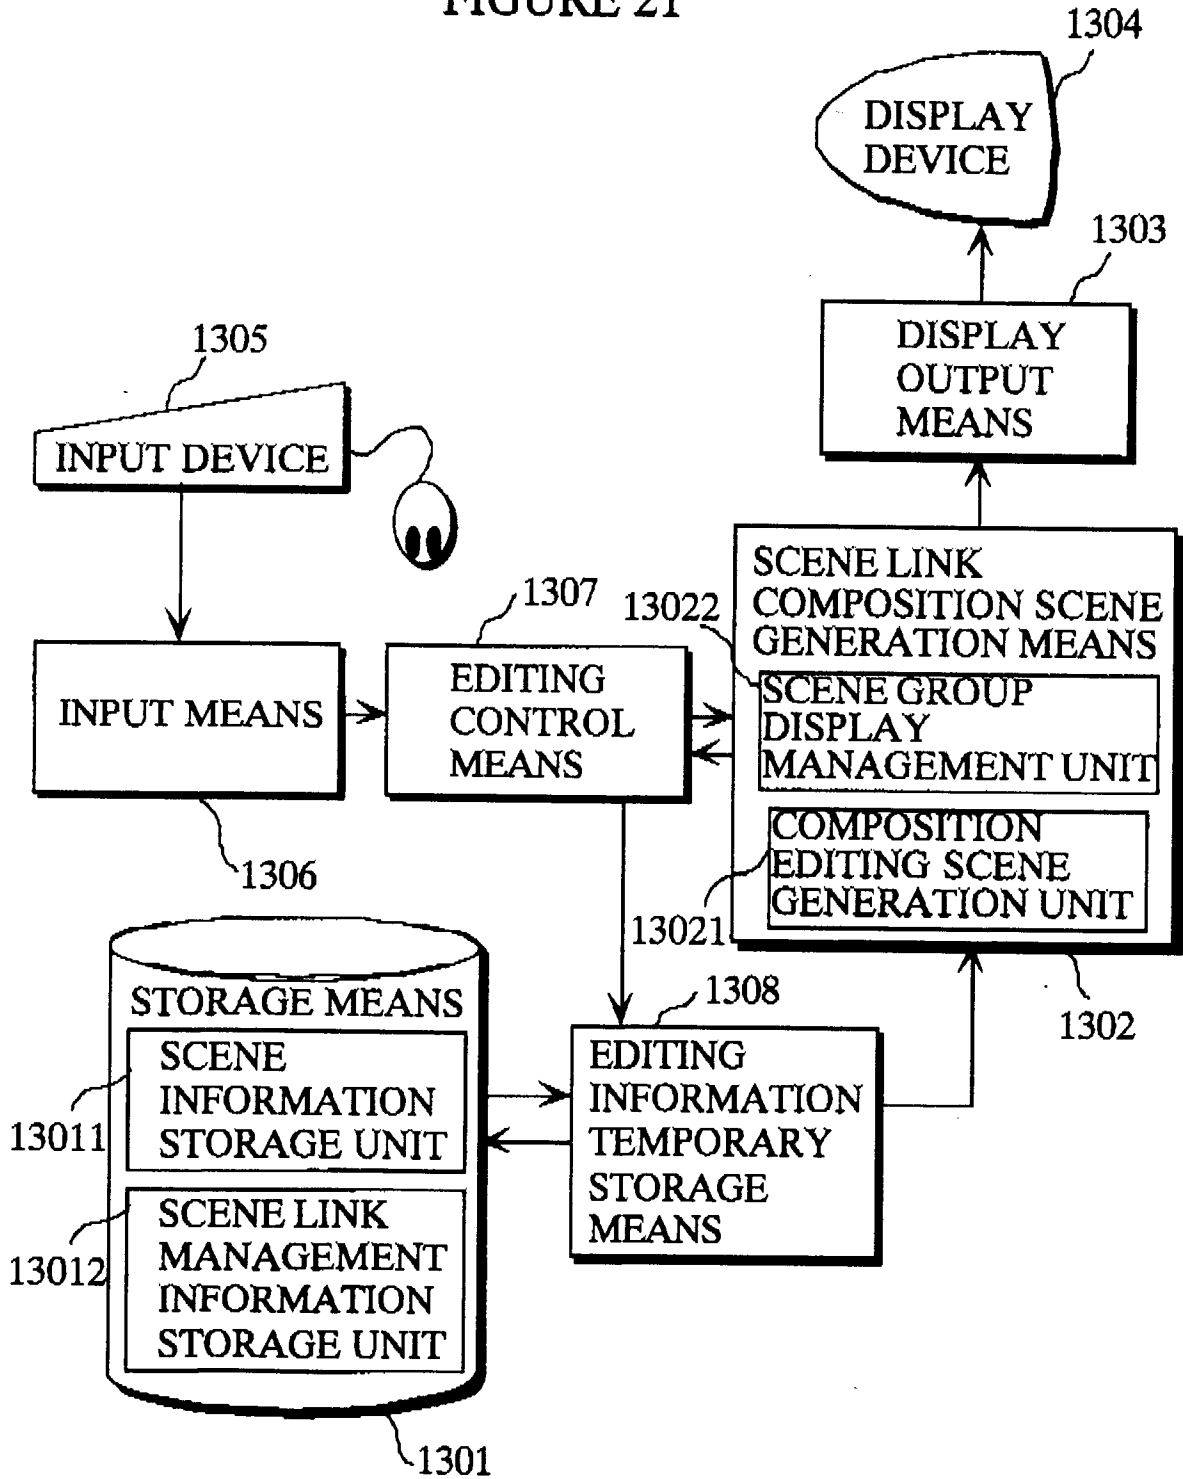 FIGURE 21
1304
DISPLAY
DEVICE
1303
DISPLAY
OUTPUT
MEANS
1305
INPUT DEVICE
1307
13022
SCENE LINK
COMPOSITION SCENE
GENERATION MEANS
SCENE GROUP
DISPLAY
MANAGEMENT UNIT
INPUT MEANS
EDITING
CONTROL
MEANS
COMPOSITION
EDITING SCENE
GENERATION UNIT
1306
13021
1302
STORAGE MEANS
1308
SCENE
INFORMATION
STORAGE UNIT
13011
EDITING
INFORMATION
TEMPORARY
STORAGE
MEANS
SCENE LINK
MANAGEMENT
INFORMATION
STORAGE UNIT
13012
1301